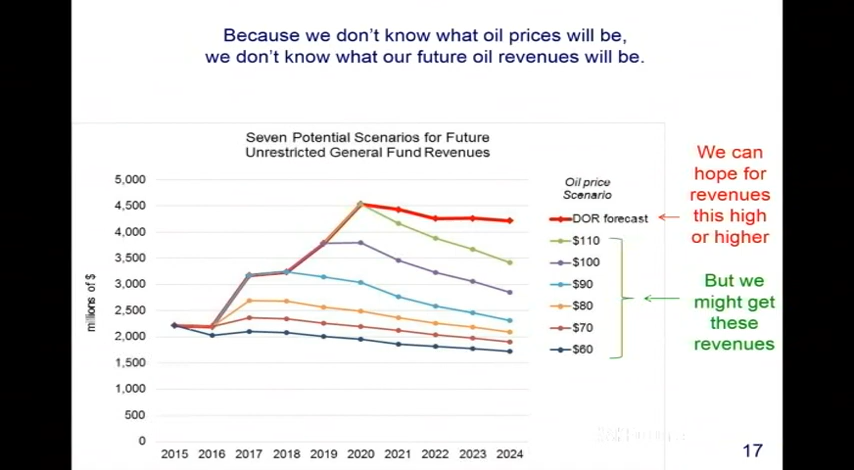 Because we don't know what oil prices will be,
we don't know what our future oil revenues will be.
Seven Potential Scenarios for Future
Unrestricted General Fund Revenues
millions of $
5,000
4,500
4,000
3,500
3,000
2,500
2,000
1,500
1,000
500
0
2015 2016 2017 2018 2019 2020 2021 2022 2023 2024
Oil price
Scenario
DOR forecast
$110
$100
$90
$80
$70
$60
We can
hope for
revenues
this high
or higher
But we
might get
these
revenues
17